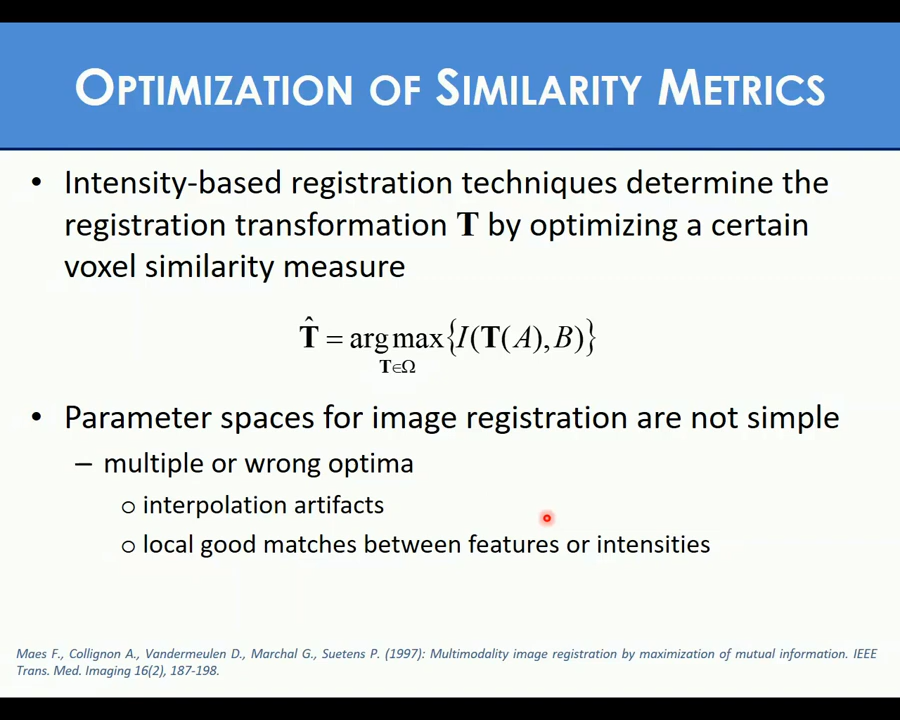 OPTIMIZATION OF SIMILARITY METRICS
• Intensity-based registration techniques determine the
registration transformation T by optimizing a certain
voxel similarity measure
T̂ = arg max{I(T(A), B)}
T∈Ω
• Parameter spaces for image registration are not simple
– multiple or wrong optima
o interpolation artifacts
o local good matches between features or intensities
Maes F., Collignon A., Vandermeulen D., Marchal G., Suetens P. (1997): Multimodality image registration by maximization of mutual information. IEEE
Trans. Med. Imaging 16(2), 187-198.